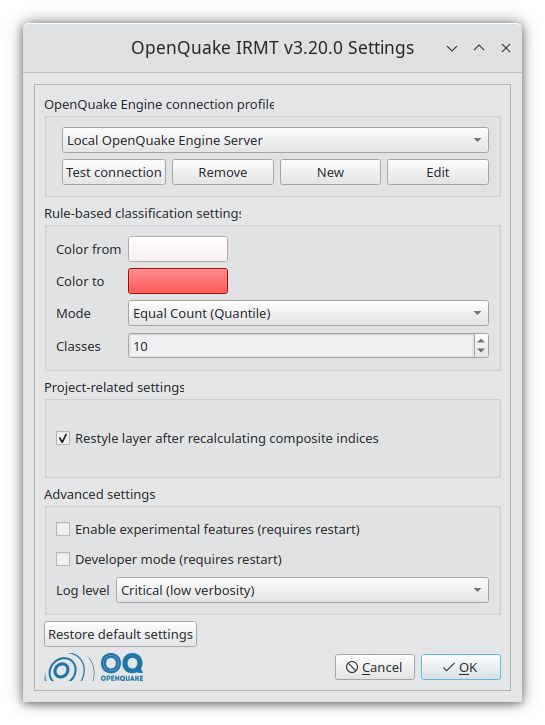 OpenQuake IRMT v3.20.0 Settings
OpenQuake Engine connection profile
Local OpenQuake Engine Server
Test connection Remove New Edit
Rule-based classification settings
Color from
Color to
Mode Equal Count (Quantile)
Classes 10
Project-related settings
Restyle layer after recalculating composite indices
Advanced settings
Enable experimental features (requires restart)
Developer mode (requires restart)
Log level Critical (low verbosity)
Restore default settings
OQ
OPENQUAKE
Cancel OK